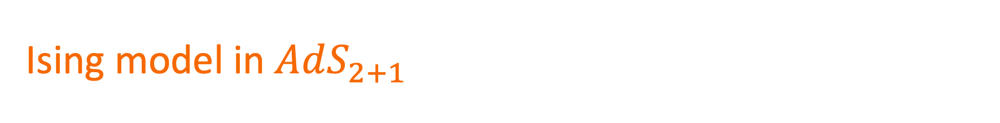 Ising model in $AdS_{2+1}$